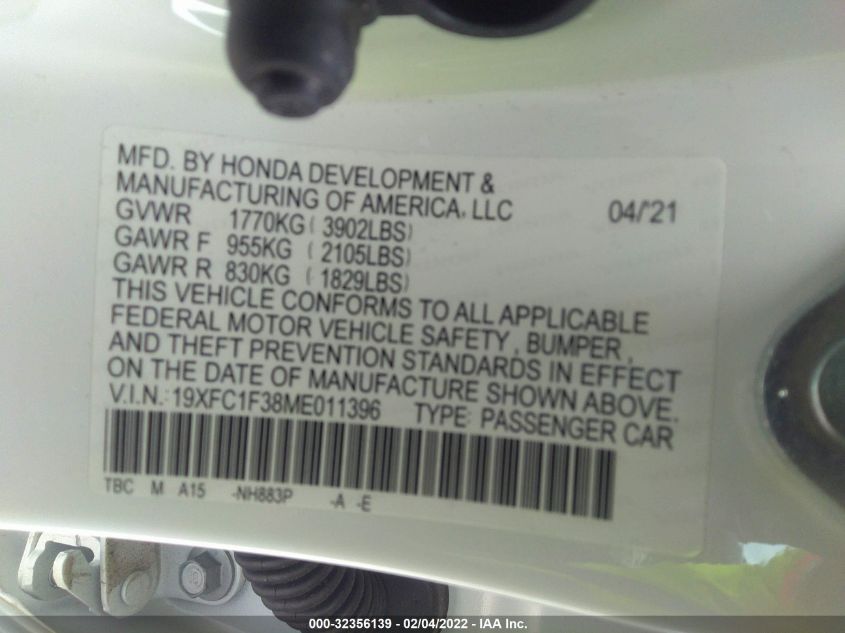 MFD. BY HONDA DEVELOPMENT &
MANUFACTURING OF AMERICA, LLC 04/'21
GVWR 1770KG ( 3902LBS)
GAWR F 955KG ( 2105LBS)
GAWR R 830KG ( 1829LBS)
THIS VEHICLE CONFORMS TO ALL APPLICABLE
FEDERAL MOTOR VEHICLE SAFETY , BUMPER ,
AND THEFT PREVENTION STANDARDS IN EFFECT
ON THE DATE OF MANUFACTURE SHOWN ABOVE.
V.I.N.: 19XFC1F38ME011396 TYPE: PASSENGER CAR
TBC M A15 -NH883P -A -E
000-32356139 - 02/04/2022 - IAA Inc.